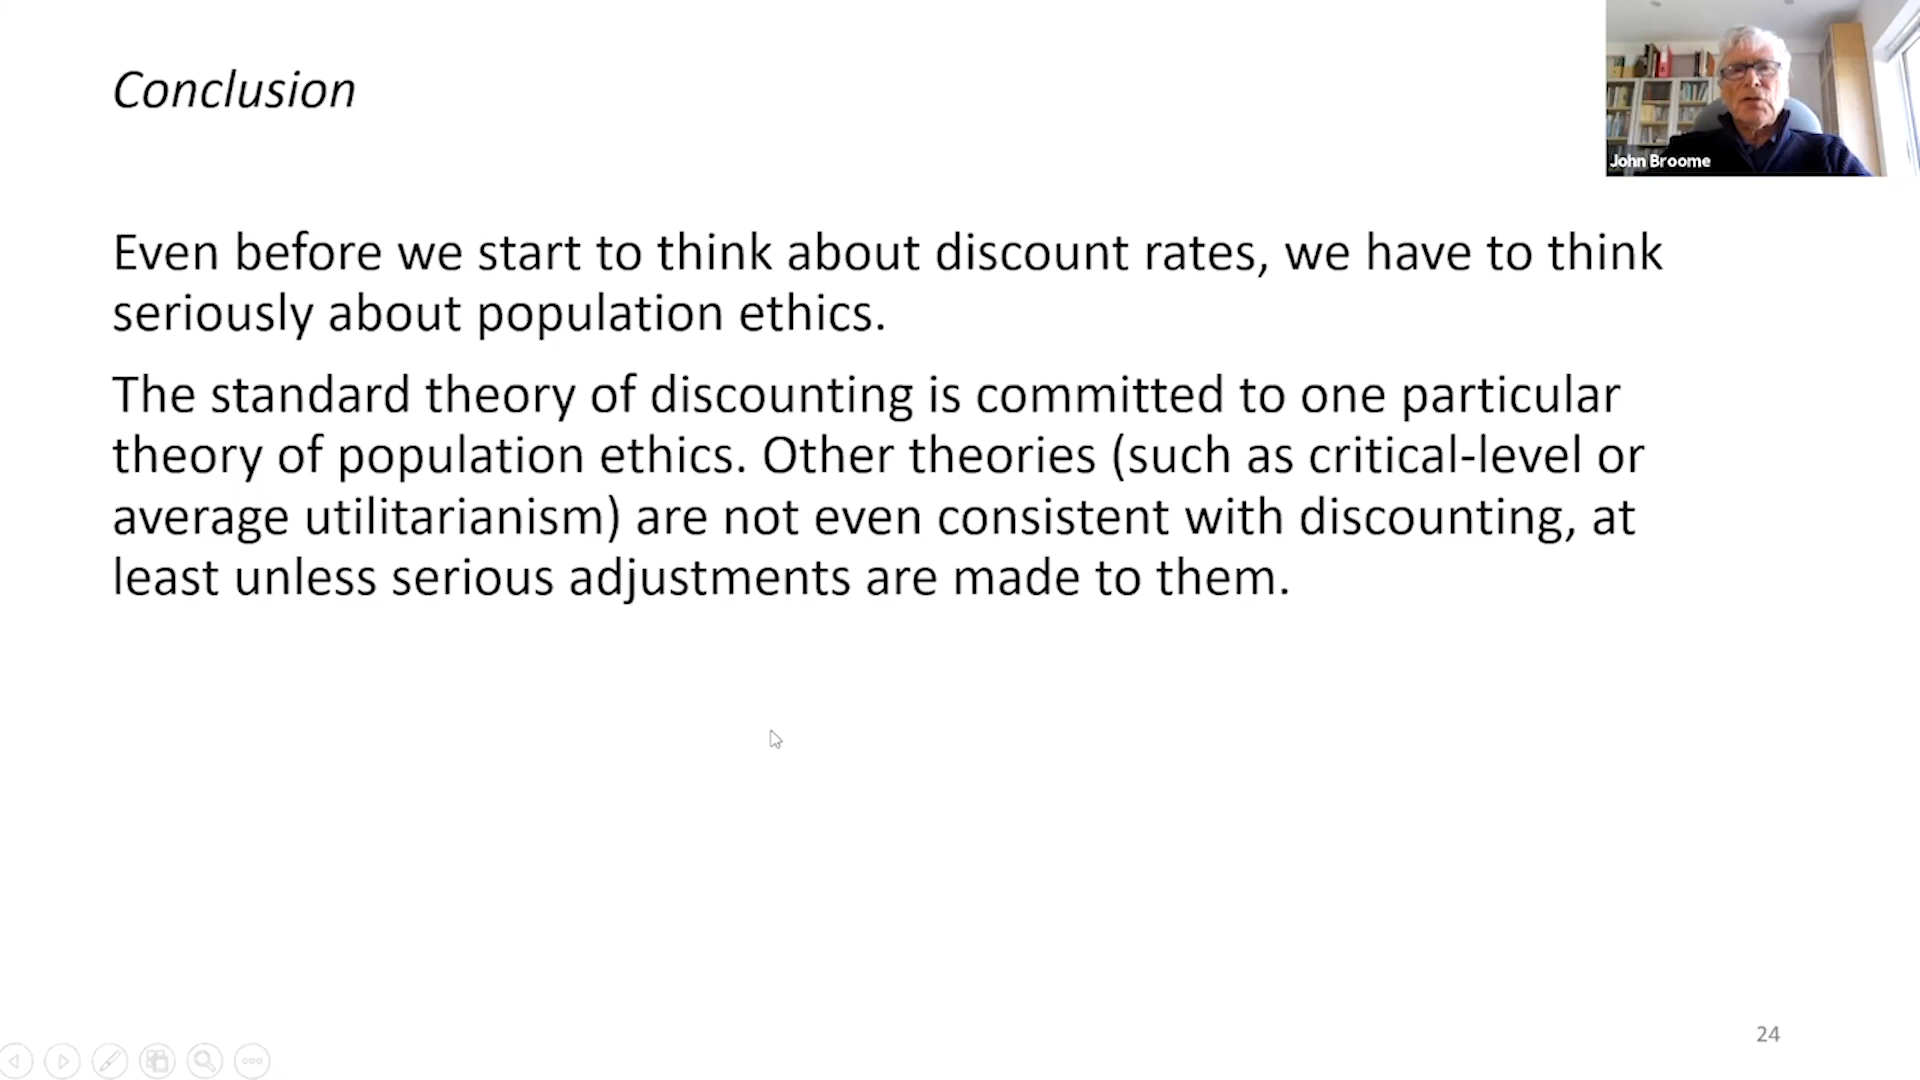 Conclusion
John Broome
Even before we start to think about discount rates, we have to think
seriously about population ethics.
The standard theory of discounting is committed to one particular
theory of population ethics. Other theories (such as critical-level or
average utilitarianism) are not even consistent with discounting, at
least unless serious adjustments are made to them.
24